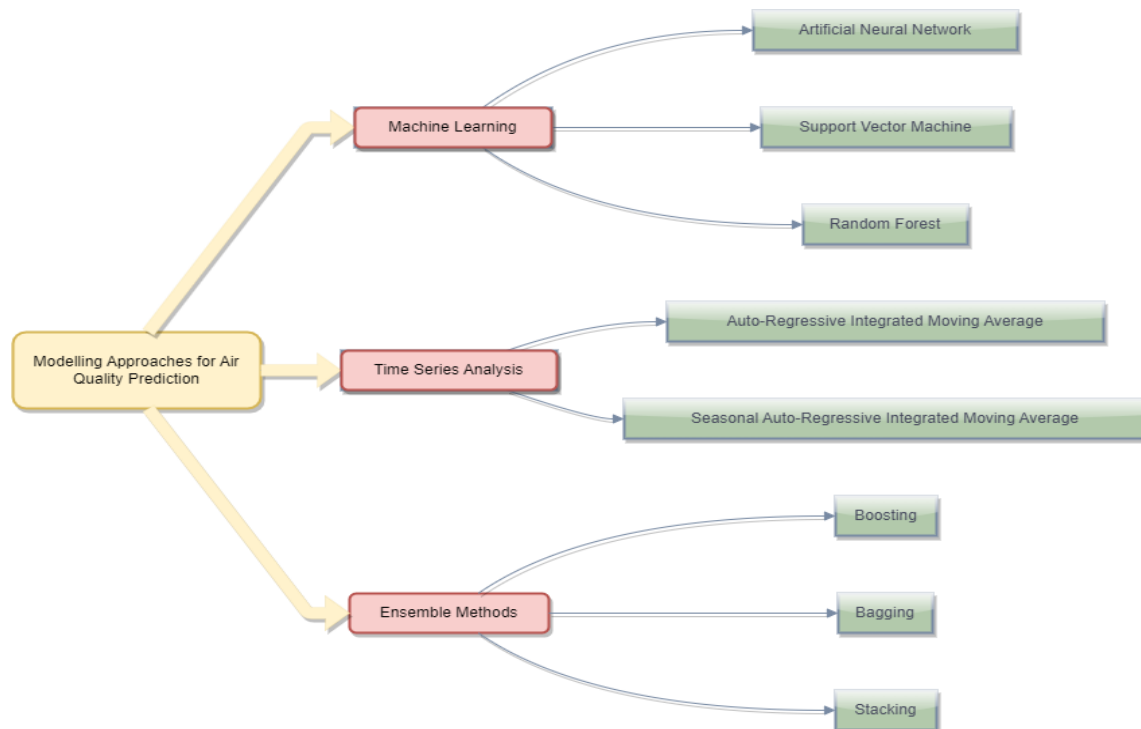 Artificial Neural Network
Machine Learning
Support Vector Machine
Random Forest
Modelling Approaches for Air
Quality Prediction
Auto-Regressive Integrated Moving Average
Time Series Analysis
Seasonal Auto-Regressive Integrated Moving Average
Boosting
Ensemble Methods
Bagging
Stacking